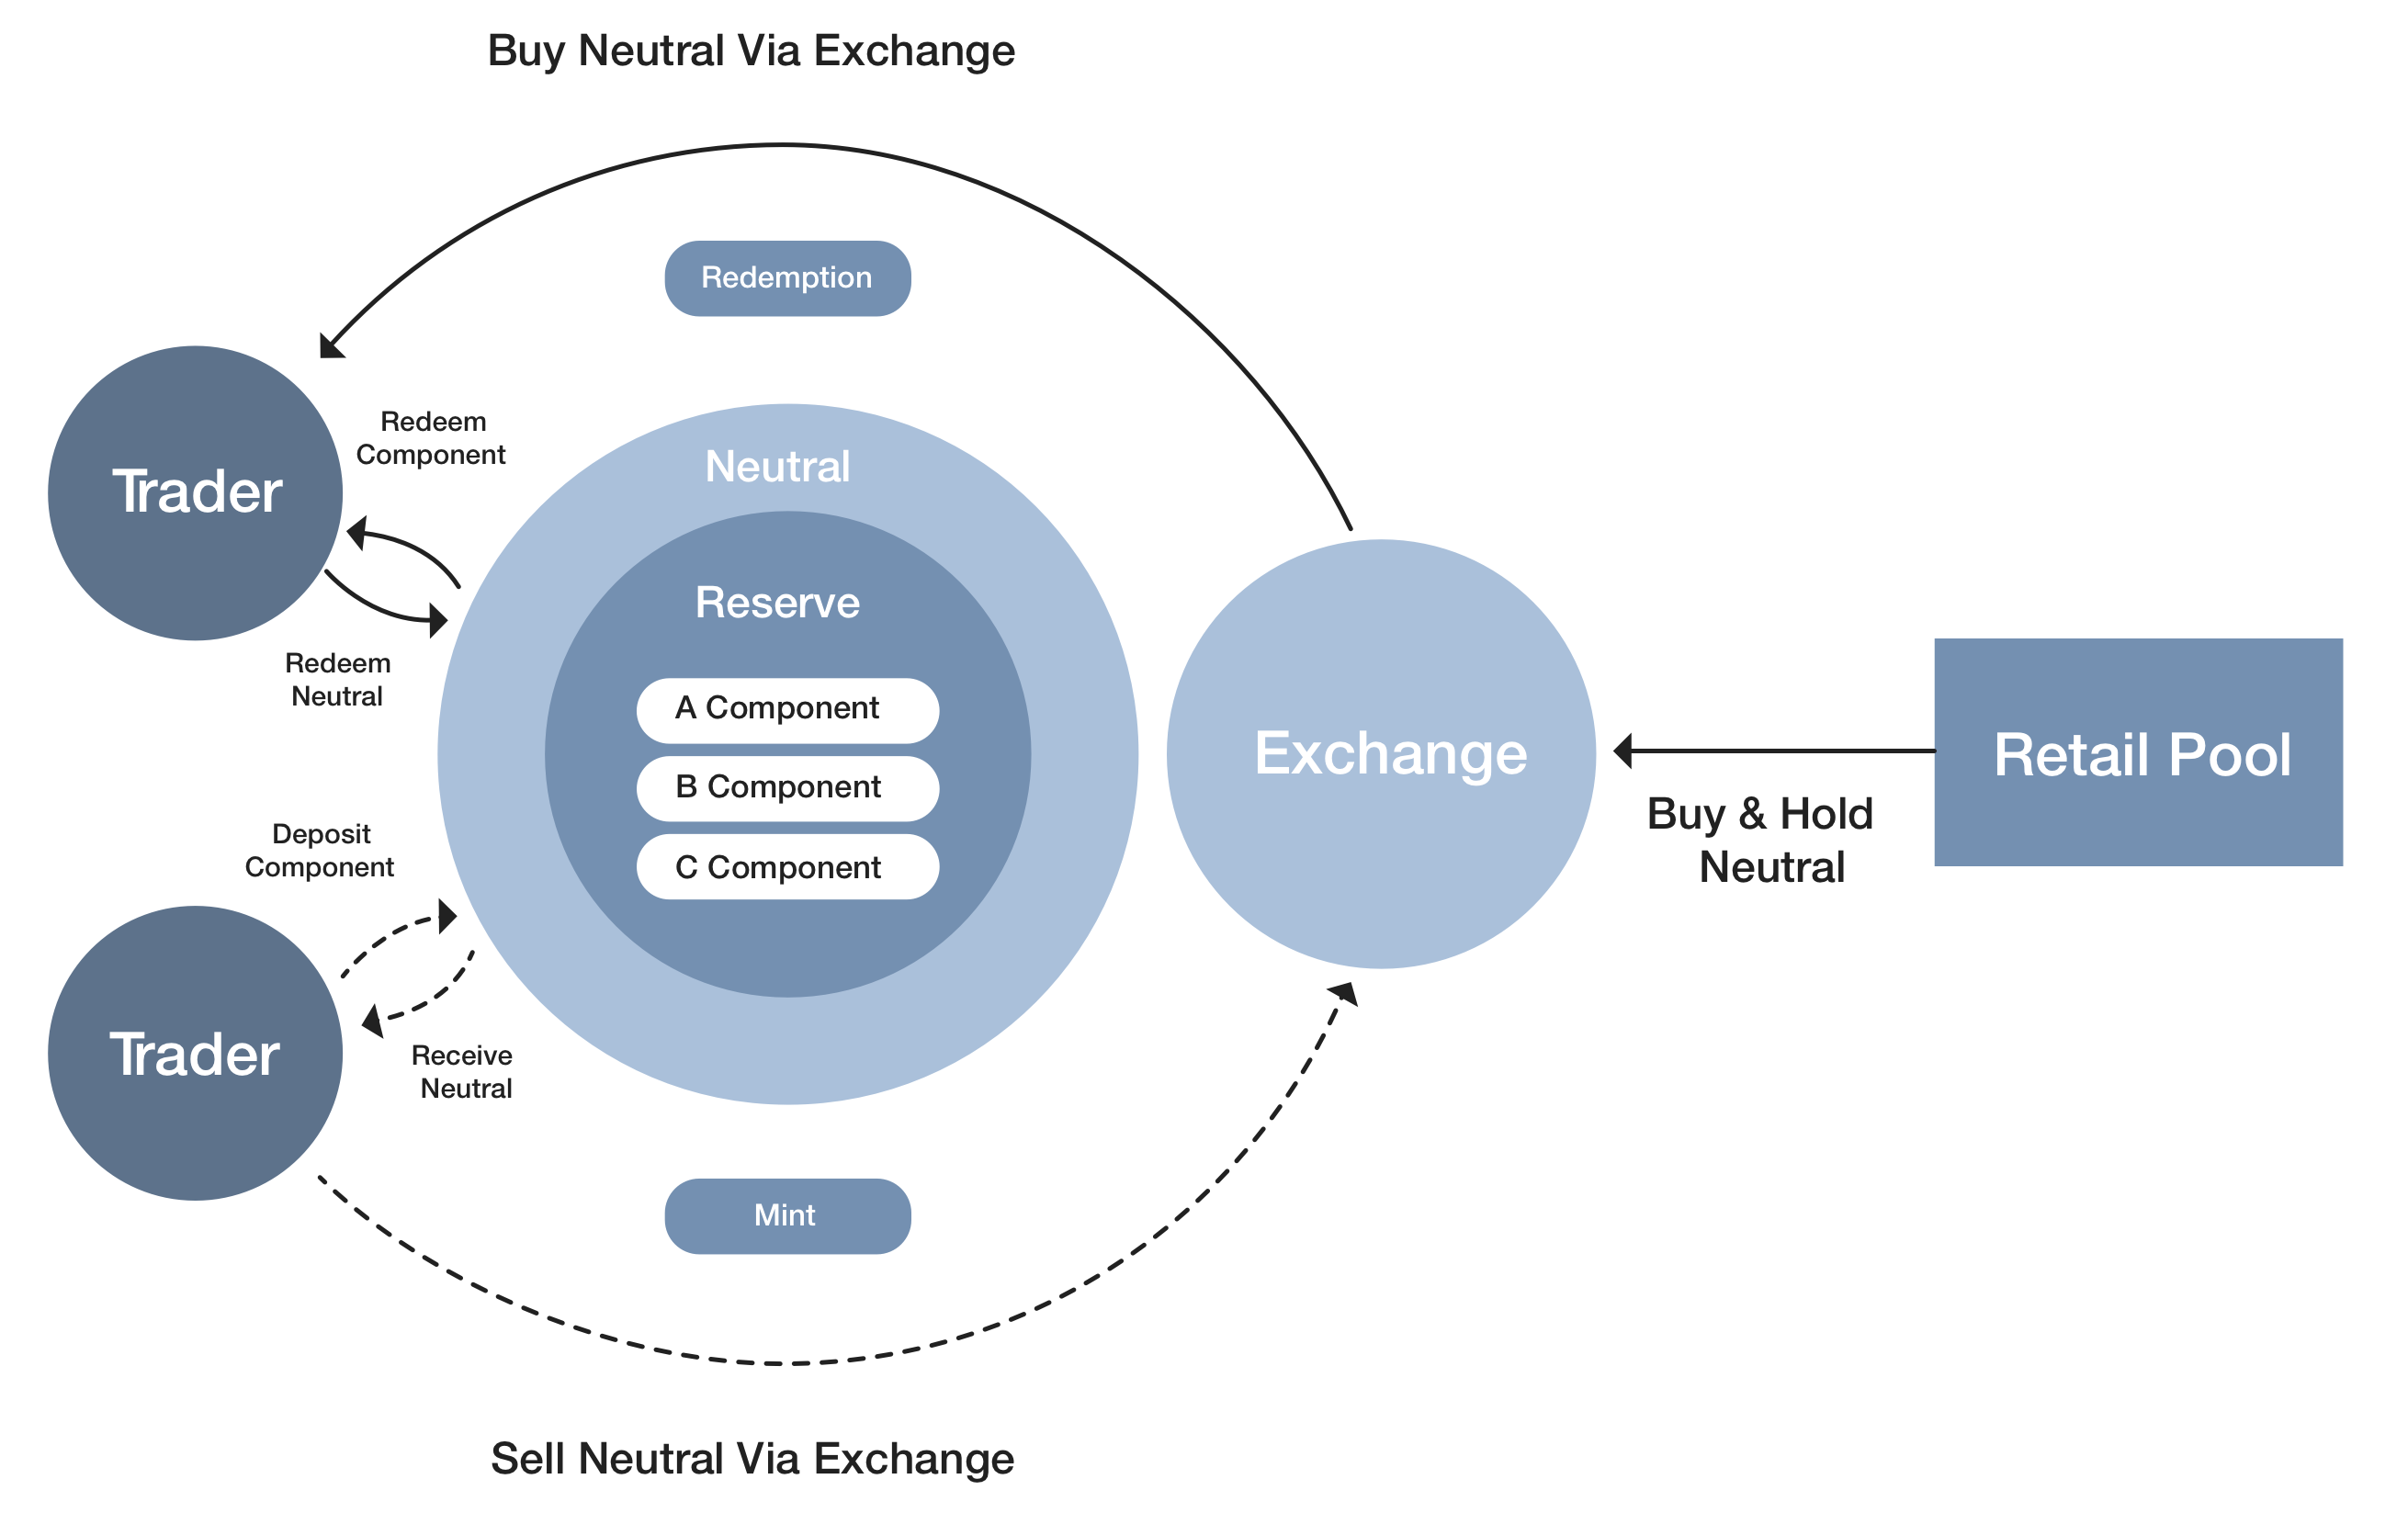 Buy Neutral Via Exchange
Redemption
Redeem
Component
Trader
Redeem
Neutral
Neutral
Reserve
A Component
B Component
C Component
Exchange
Retail Pool
Buy & Hold
Neutral
Deposit
Component
Trader
Receive
Neutral
Mint
Sell Neutral Via Exchange